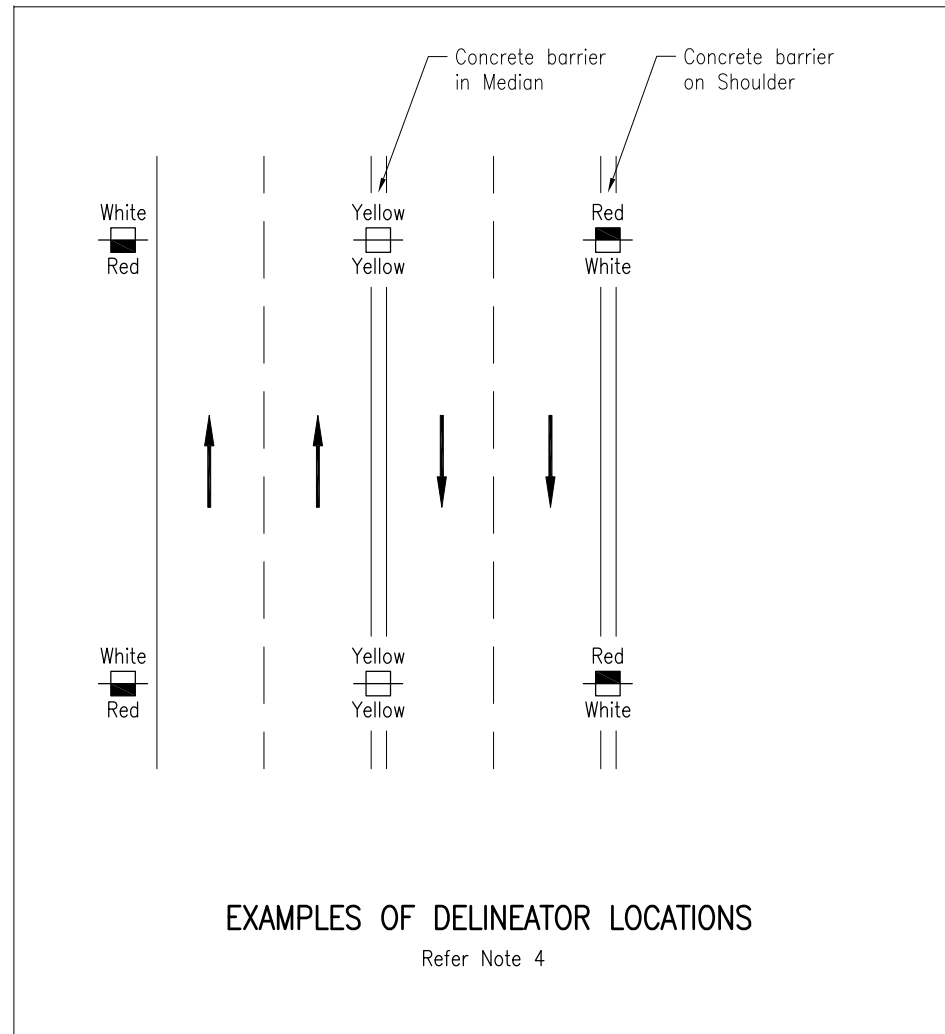 Concrete barrier
in Median
Concrete barrier
on Shoulder
White
Red
Yellow
Yellow
Red
White
White
Red
Yellow
Yellow
Red
White
EXAMPLES OF DELINEATOR LOCATIONS
Refer Note 4